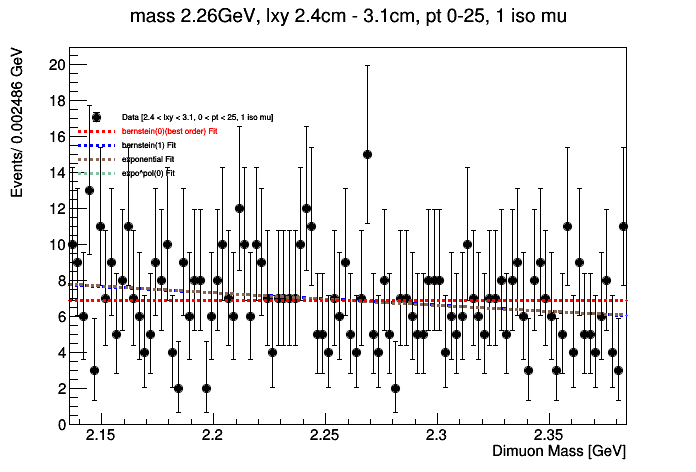 mass 2.26GeV, lxy 2.4cm - 3.1cm, pt 0-25, 1 iso mu
Events/ 0.002486 GeV
20
18
16
14
12
10
8
6
4
2
0
Data [2.4 < lxy < 3.1, 0 < pt < 25, 1 iso mu]
bernstein(0)(best order) Fit
bernstein(1) Fit
exponential Fit
expo*pol(0) Fit
2.15 2.2 2.25 2.3 2.35
Dimuon Mass [GeV]